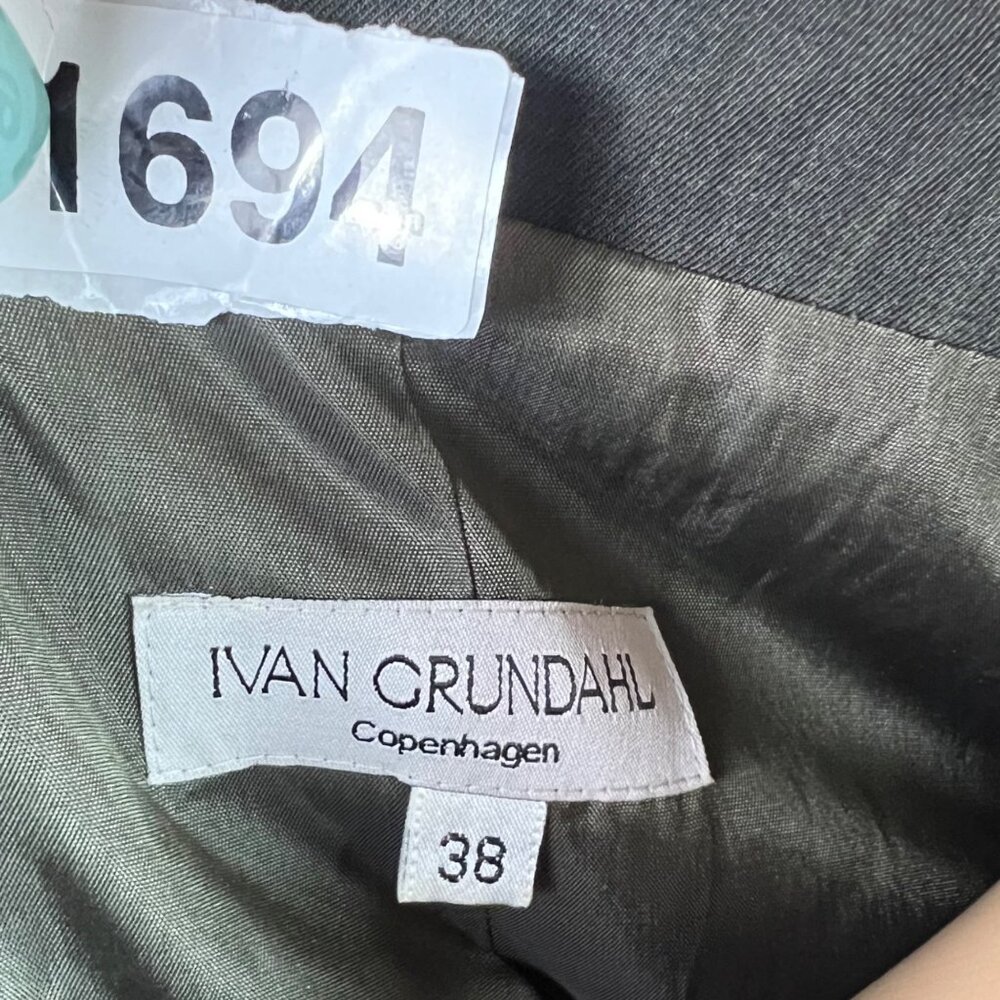 1694
IVAN GRUNDAHL
Copenhagen
38